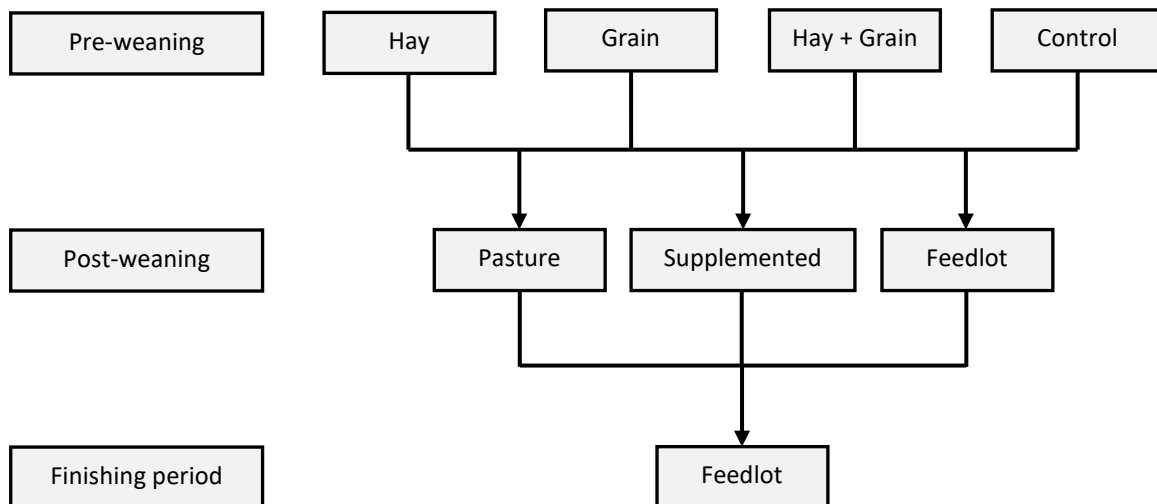 Pre-weaning
Hay
Grain
Hay + Grain
Control
Post-weaning
Pasture
Supplemented
Feedlot
Finishing period
Feedlot